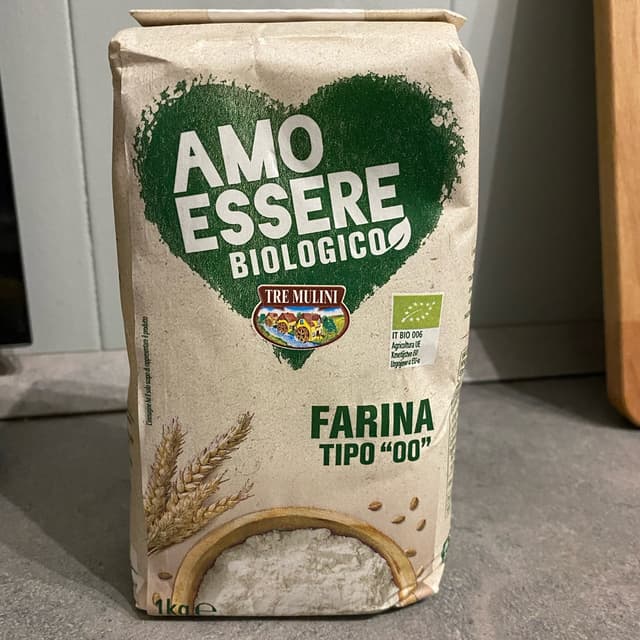 AMO
ESSERE
BIOLOGICO
TRE MULINI
IT BIO 006
Agricoltura UE
FARINA
TIPO "00"
1kg e